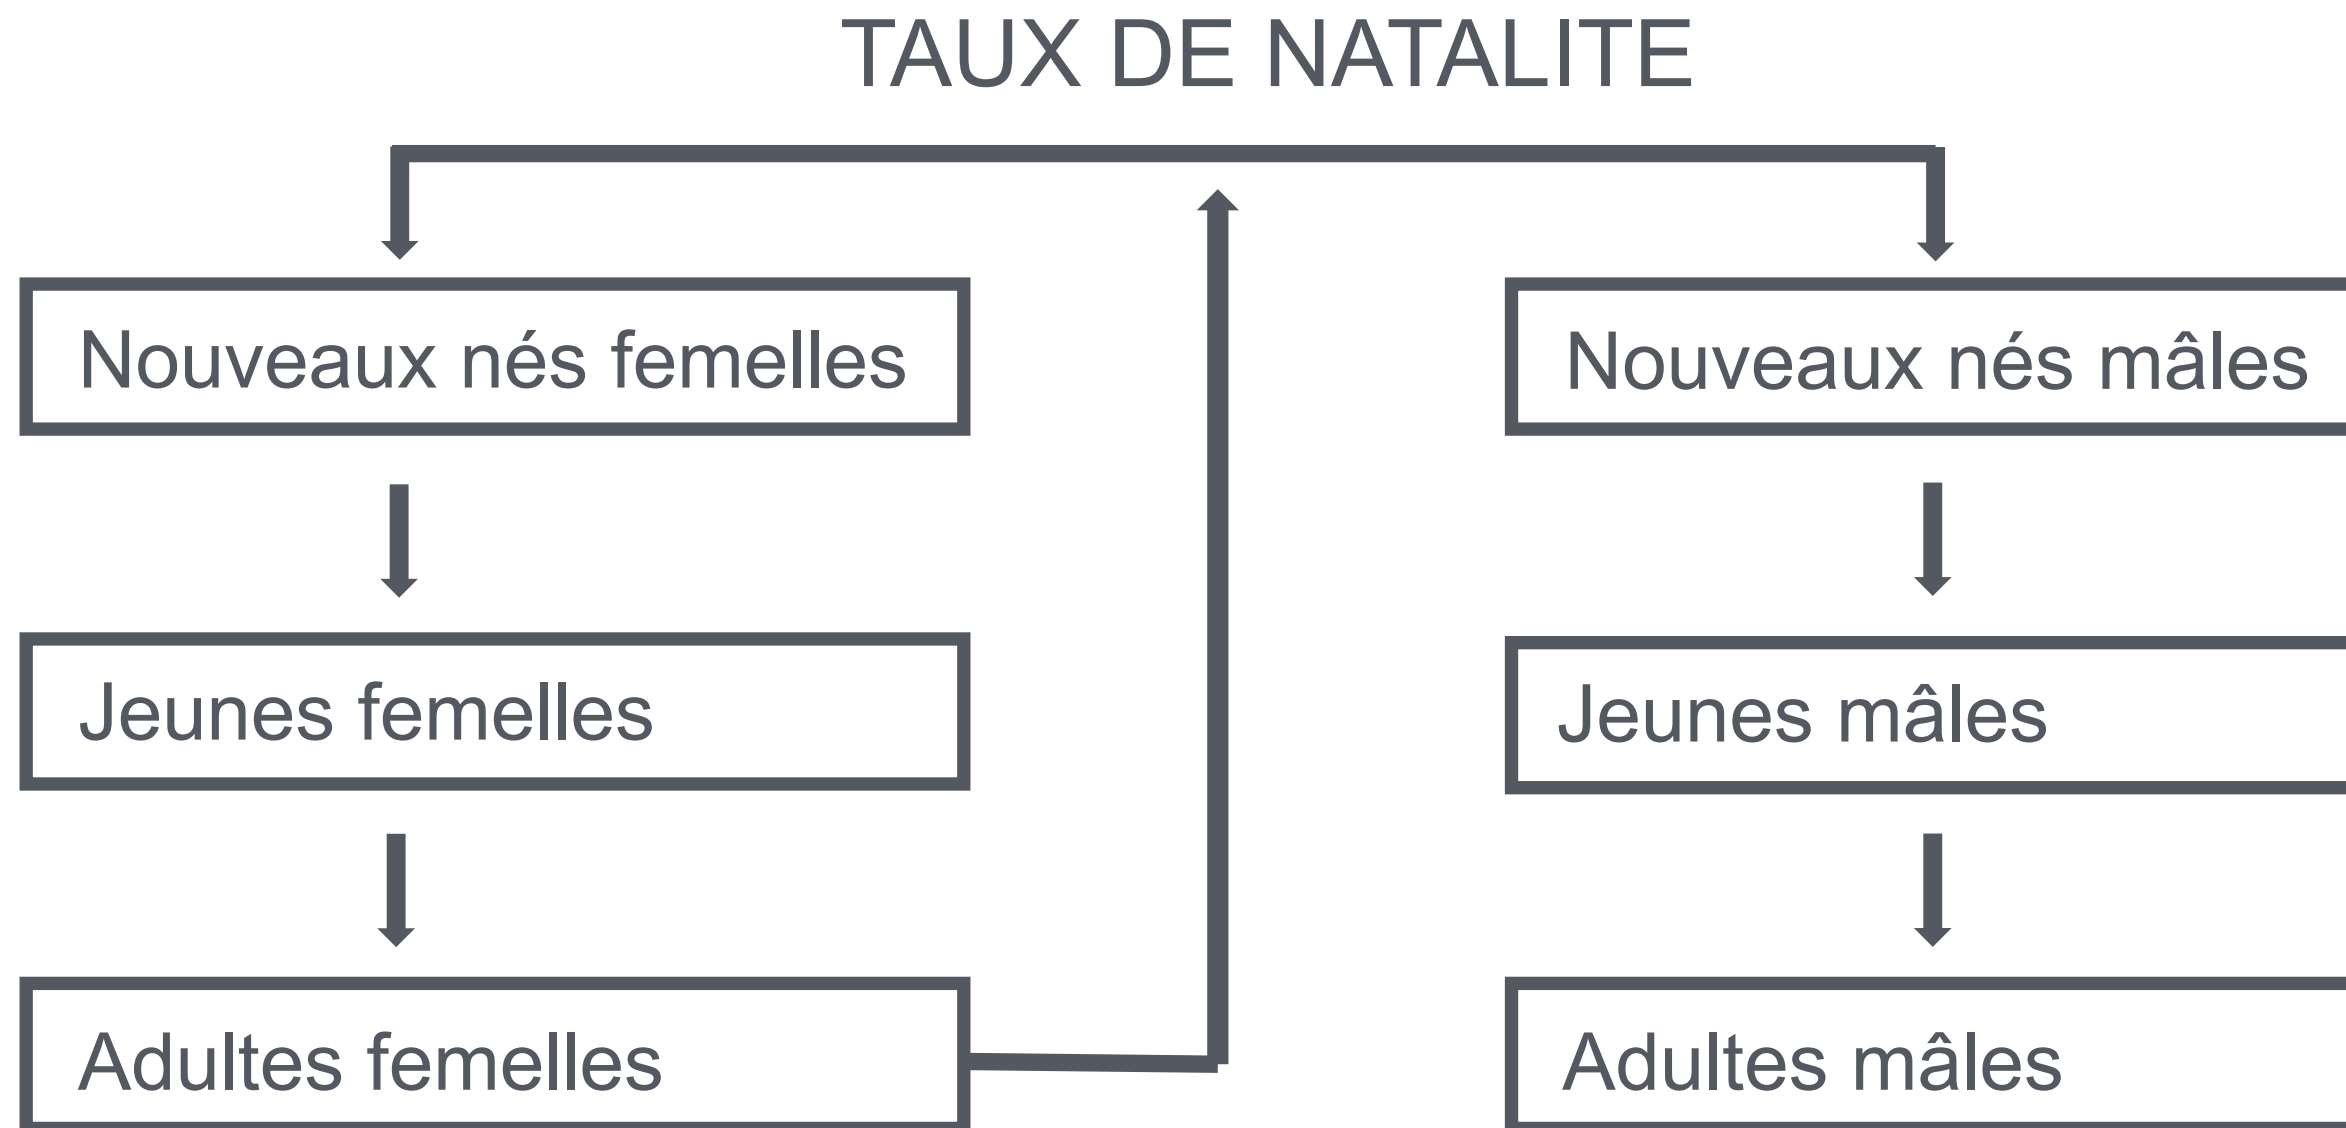 TAUX DE NATALITE
Nouveaux nés femelles
Nouveaux nés mâles
Jeunes femelles
Jeunes mâles
Adultes femelles
Adultes mâles